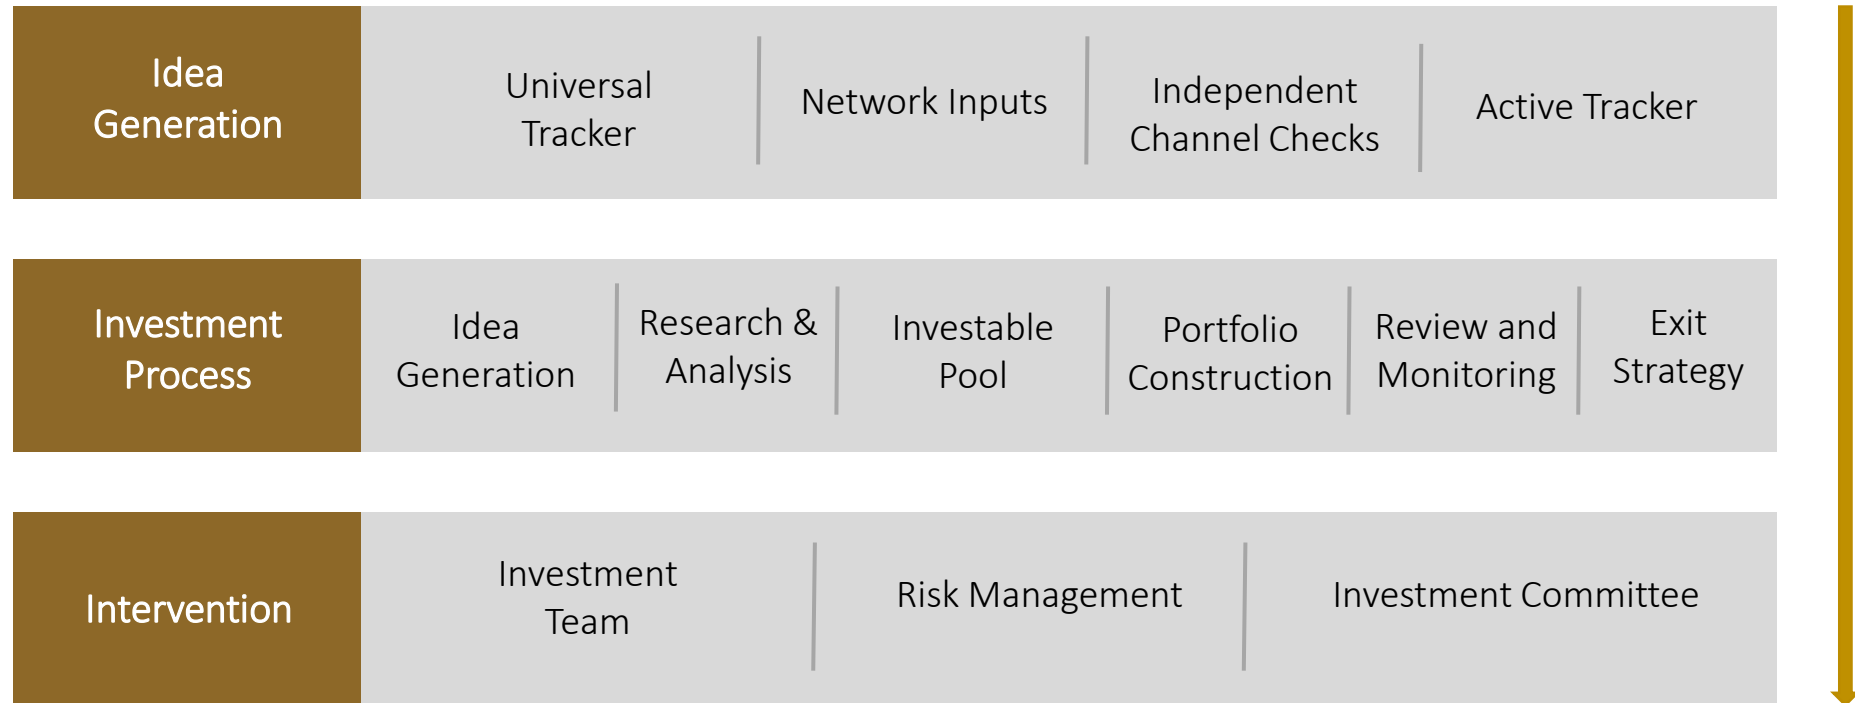 Idea
Generation
Universal
Tracker
Network Inputs
Independent
Channel Checks
Active Tracker
Investment
Process
Idea
Generation
Research &
Analysis
Investable
Pool
Portfolio
Construction
Review and
Monitoring
Exit
Strategy
Intervention
Investment
Team
Risk Management
Investment Committee